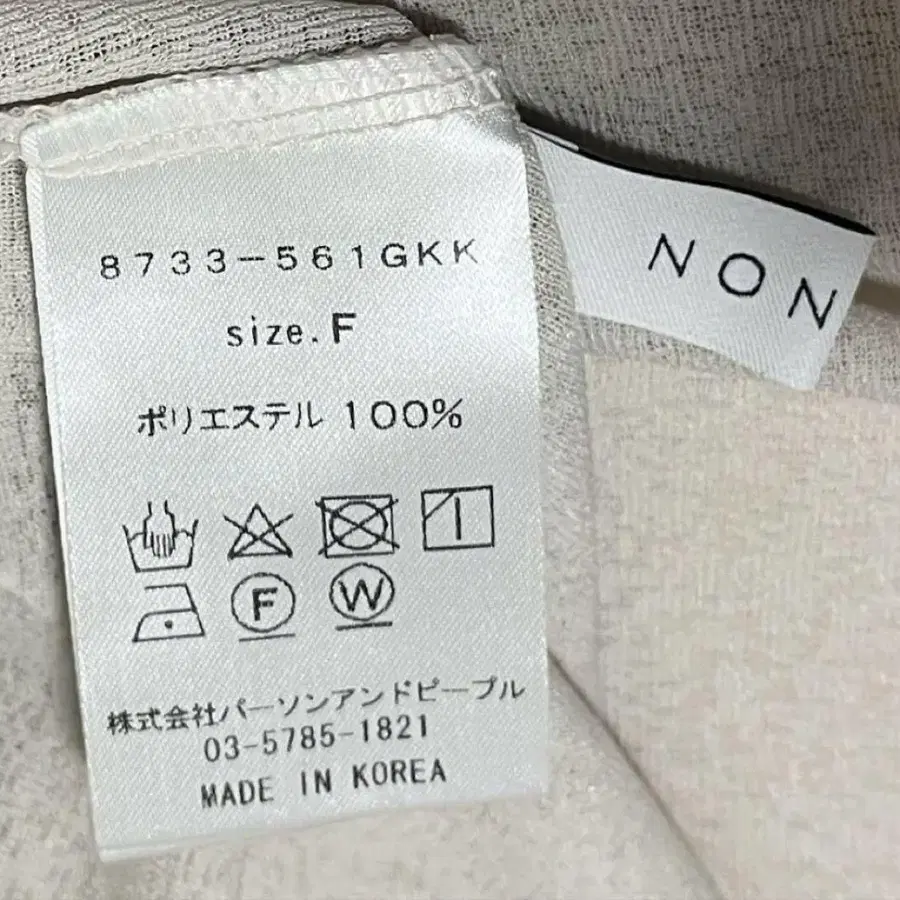 8733-561GKK
size.F
ポリエステル 100%
F W
株式会社パーソンアンドピープル
03-5785-1821
MADE IN KOREA
NON